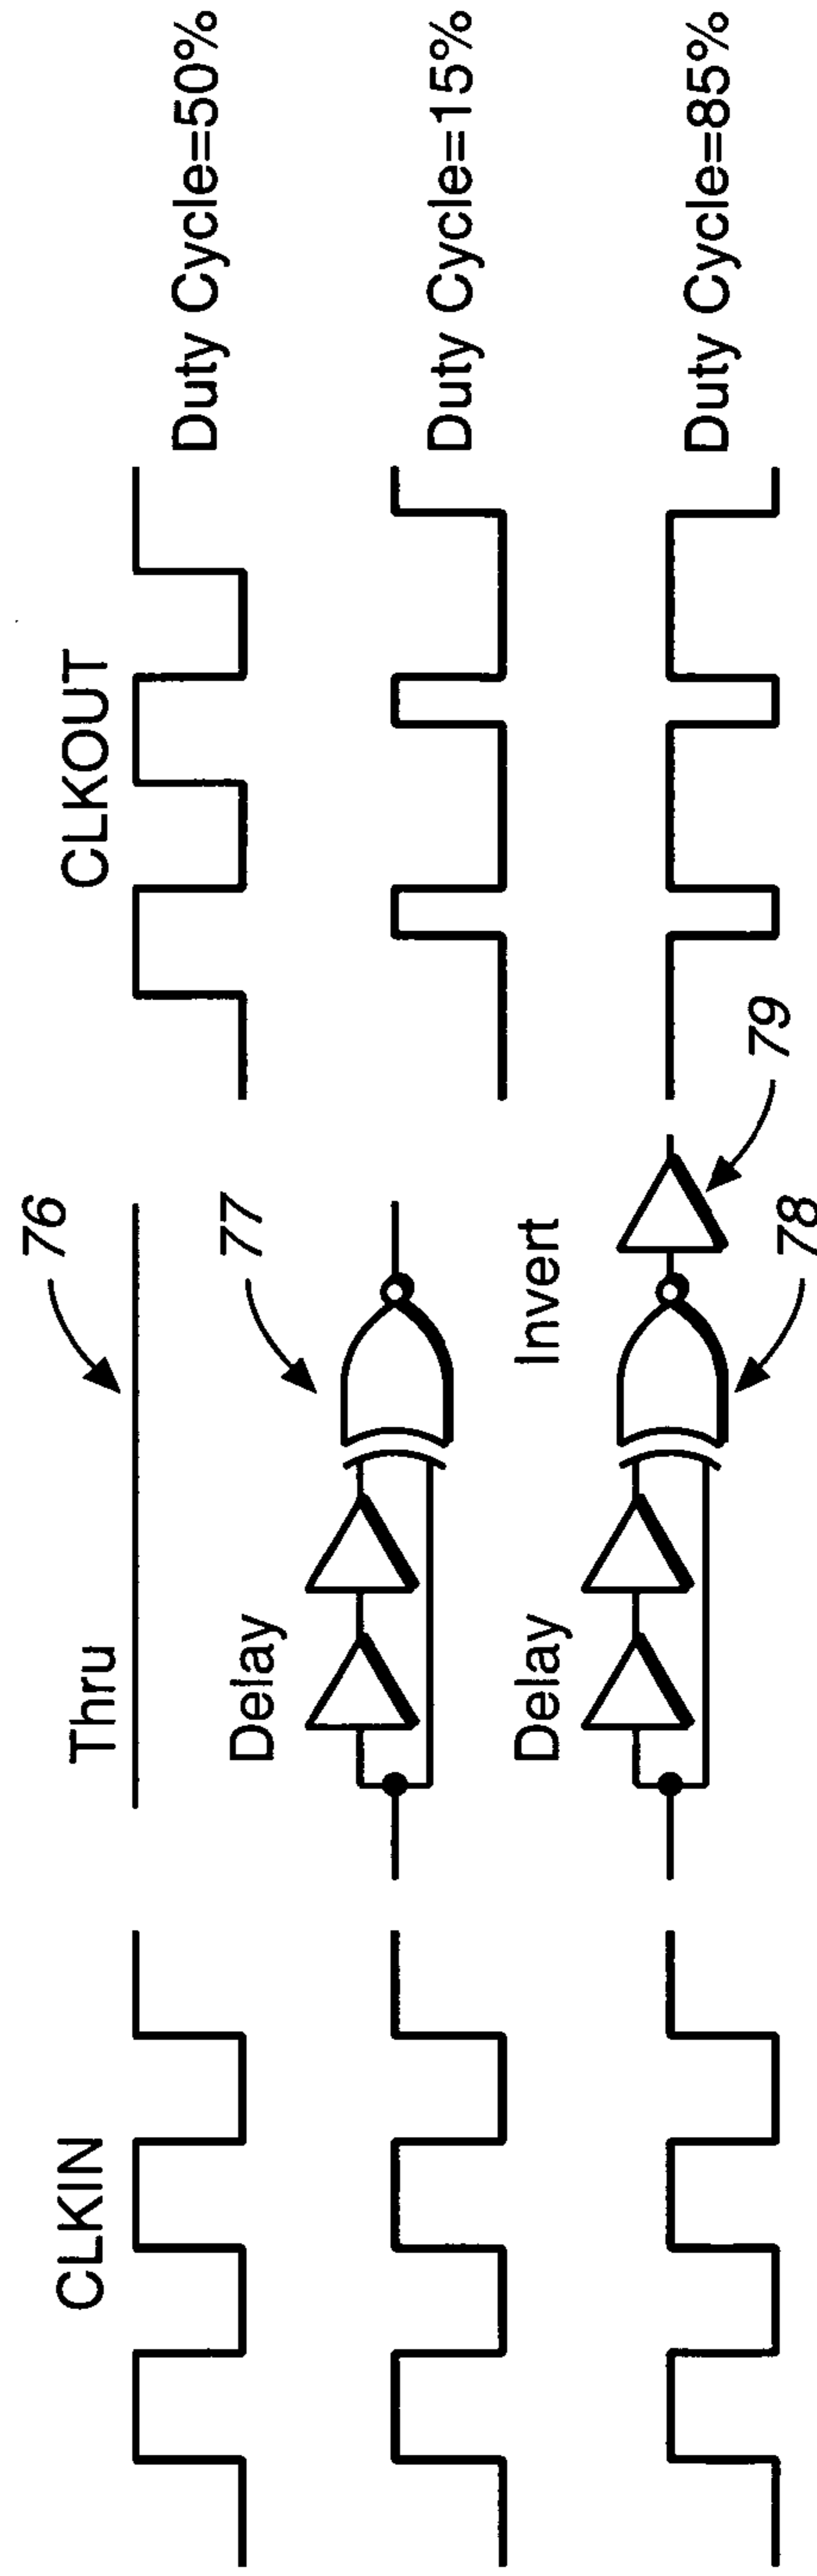 CLKIN
Thru
76
CLKOUT
Duty Cycle=50%
Delay
77
Duty Cycle=15%
Delay
Invert
79
78
Duty Cycle=85%